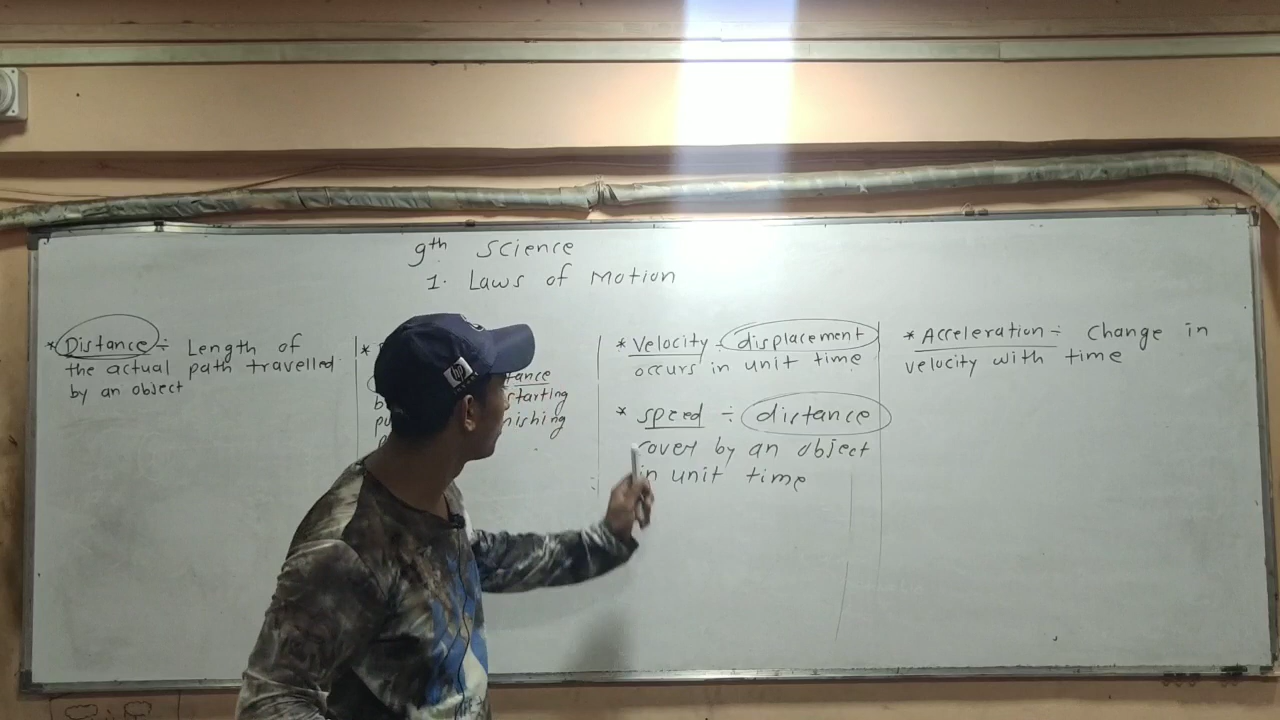 9th Science
1. Laws of Motion
* Distance ÷ Length of
the actual path travelled
by an object
*
tance
starting
nishing
* Velocity - displacement
occurs in unit time
* speed ÷ distance
cover by an object
in unit time
* Acceleration ÷ Change in
velocity with time
hp